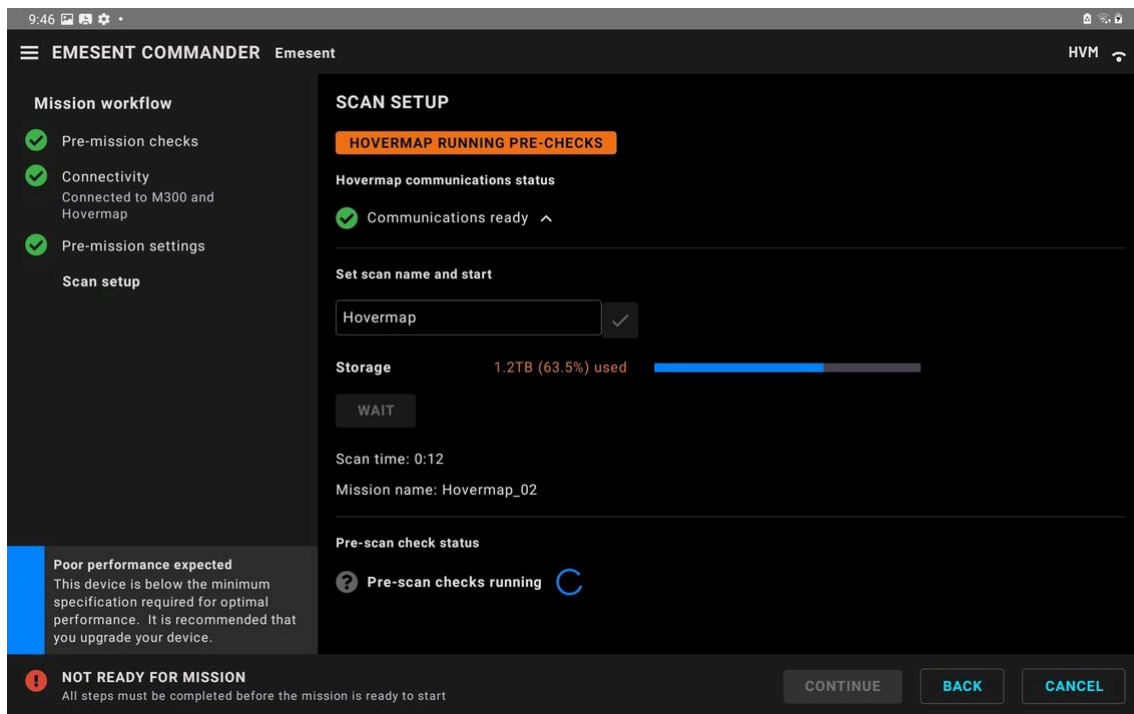 9:46
EMESENT COMMANDER Emesent
HVM
Mission workflow
Pre-mission checks
Connectivity
Connected to M300 and
Hovermap
Pre-mission settings
Scan setup
Poor performance expected
This device is below the minimum
specification required for optimal
performance. It is recommended that
you upgrade your device.
SCAN SETUP
HOVERMAP RUNNING PRE-CHECKS
Hovermap communications status
Communications ready
Set scan name and start
Hovermap
Storage 1.2TB (63.5%) used
WAIT
Scan time: 0:12
Mission name: Hovermap_02
Pre-scan check status
Pre-scan checks running
NOT READY FOR MISSION
All steps must be completed before the mission is ready to start
CONTINUE
BACK
CANCEL